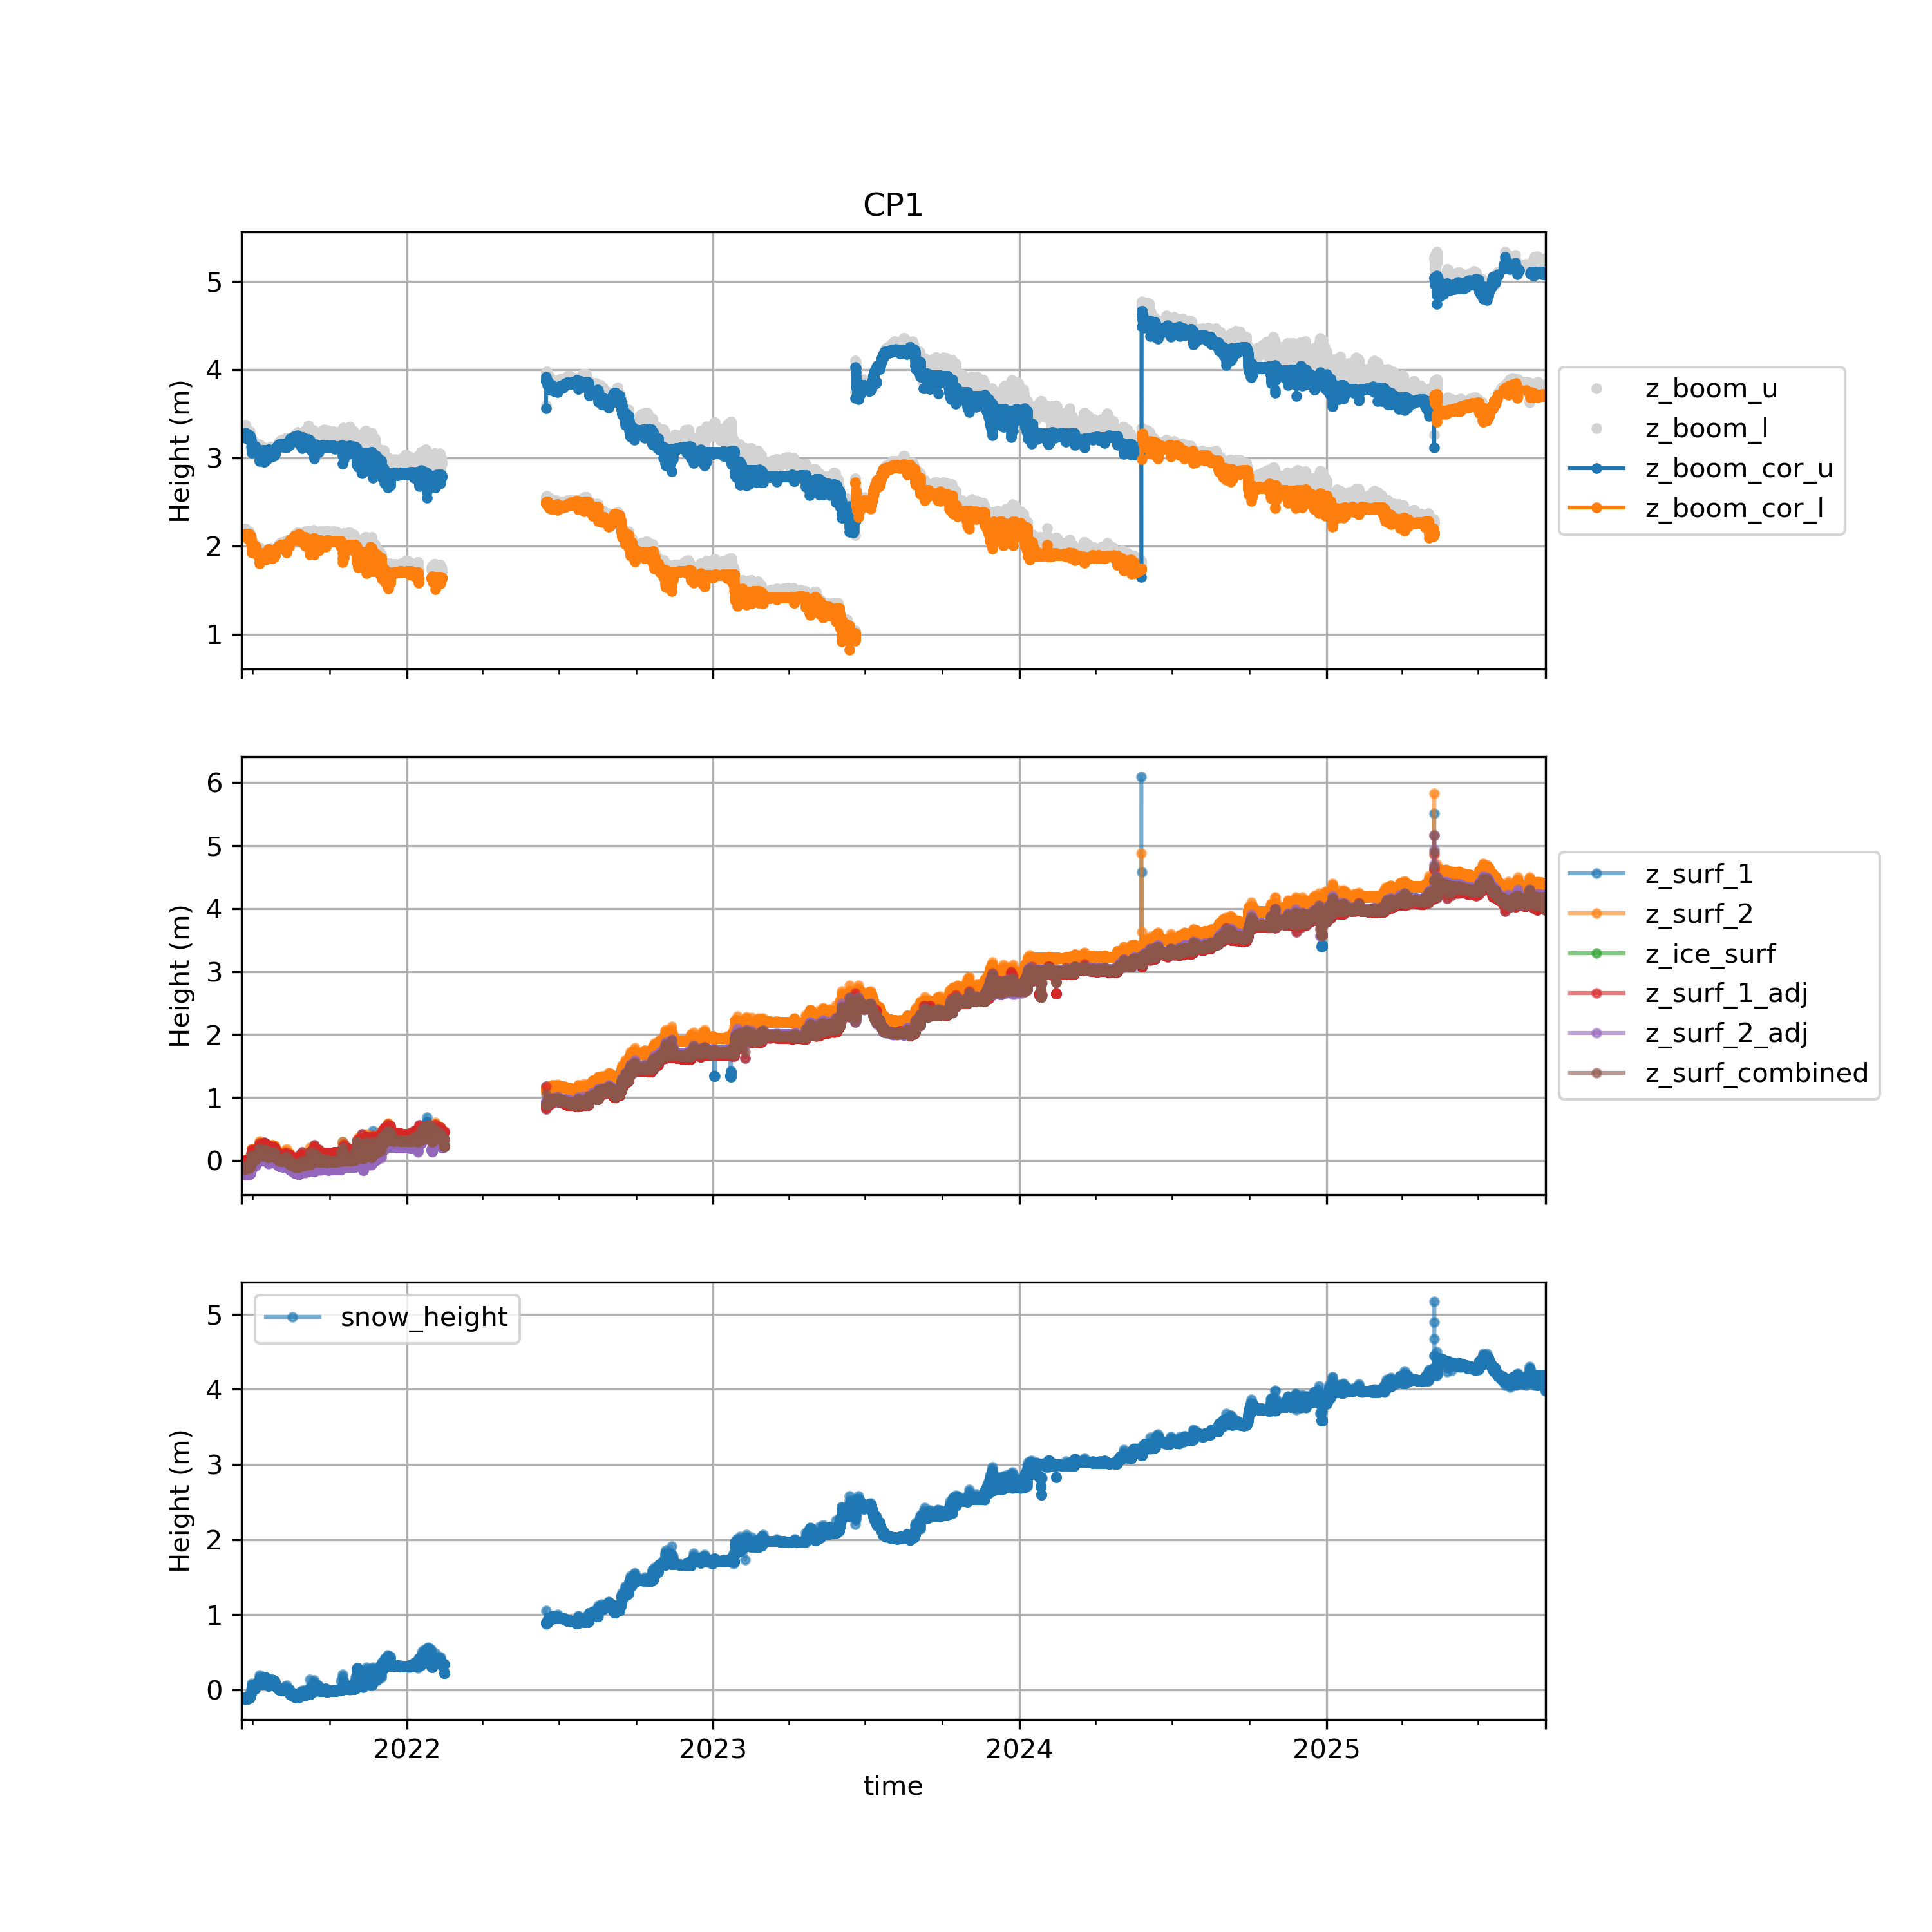 CP1
5
4
3
2
1
Height (m)
z_boom_u
z_boom_l
z_boom_cor_u
z_boom_cor_l
6
5
4
3
2
1
0
Height (m)
z_surf_1
z_surf_2
z_ice_surf
z_surf_1_adj
z_surf_2_adj
z_surf_combined
5
4
3
2
1
0
Height (m)
snow_height
2022 2023 2024 2025
time